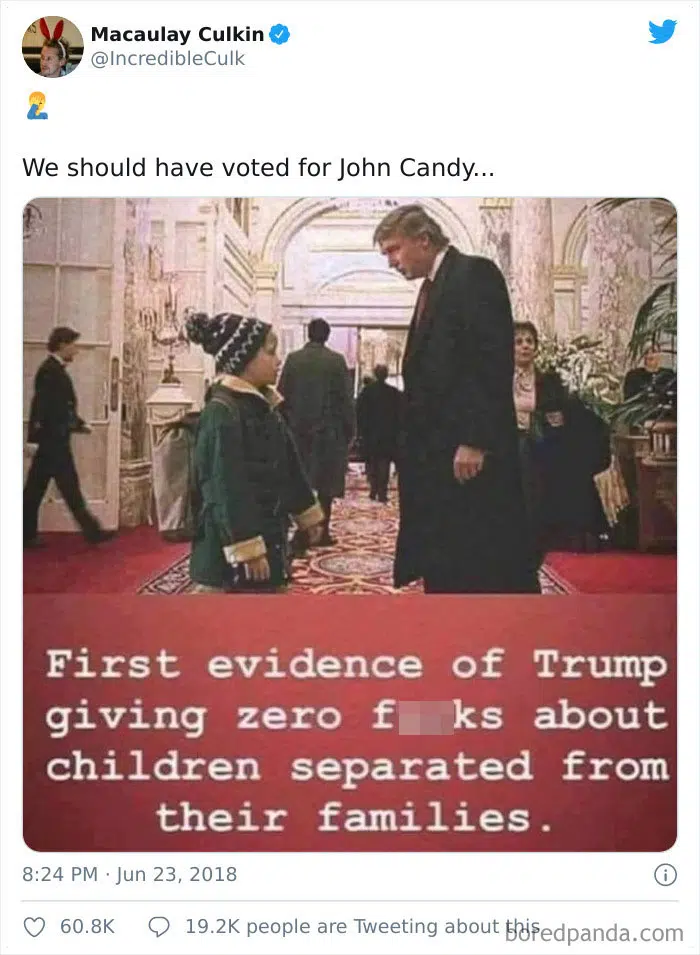 Macaulay Culkin
@IncredibleCulk
🤦‍♂️
We should have voted for John Candy...
First evidence of Trump
giving zero f ks about
children separated from
their families.
8:24 PM · Jun 23, 2018
60.8K 19.2K people are Tweeting about this
boredpanda.com